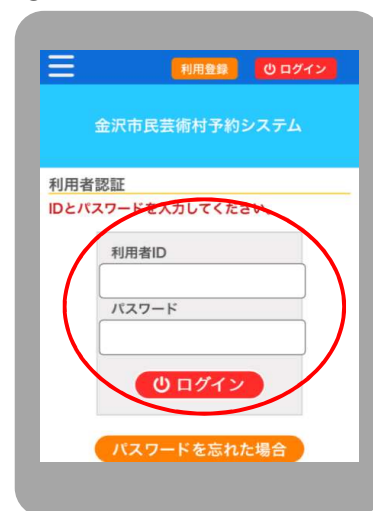 利用登録 ログイン
金沢市民芸術村予約システム
利用者認証
IDとパスワードを入力してください。
利用者ID
パスワード
ログイン
パスワードを忘れた場合